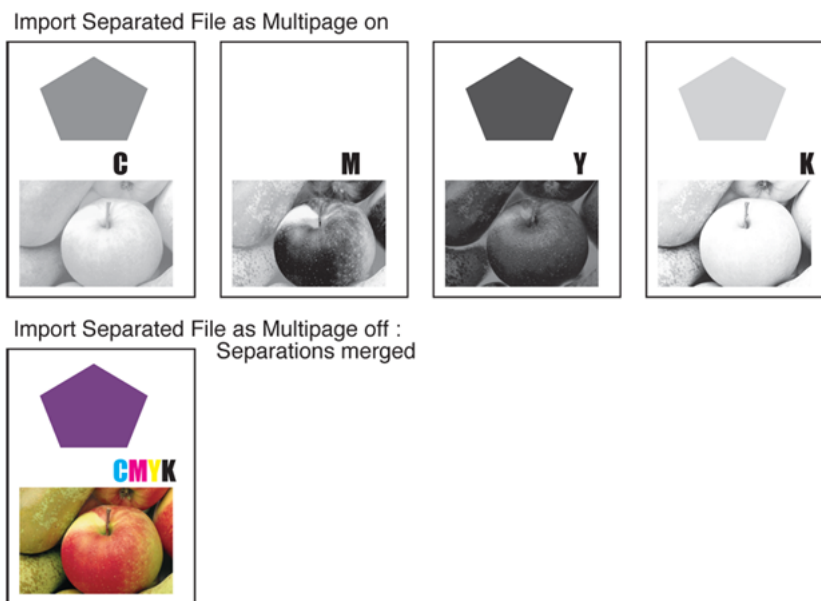 Import Separated File as Multipage on
C
M
Y
K
Import Separated File as Multipage off :
Separations merged
CMYK